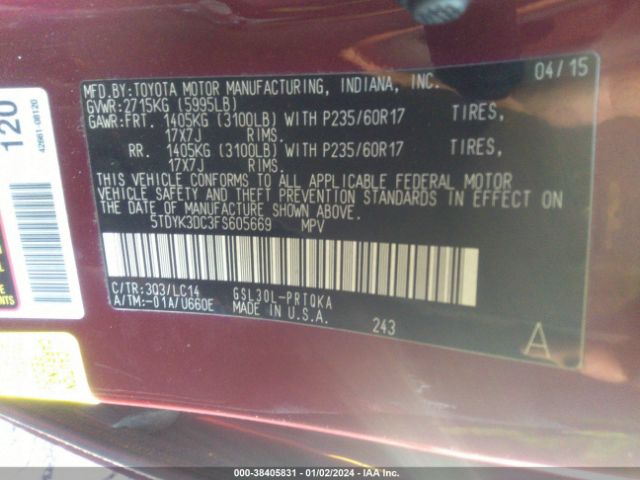 MFD.BY:TOYOTA MOTOR MANUFACTURING, INDIANA, INC. 04/15
GVWR:2715KG (5995LB)
GAWR:FRT. 1405KG (3100LB) WITH P235/60R17 TIRES,
17X7J RIMS.
RR. 1405KG (3100LB) WITH P235/60R17 TIRES,
17X7J RIMS.
THIS VEHICLE CONFORMS TO ALL APPLICABLE FEDERAL MOTOR
VEHICLE SAFETY AND THEFT PREVENTION STANDARDS IN EFFECT ON
THE DATE OF MANUFACTURE SHOWN ABOVE.
5TDYK3DC3FS605669 MPV
C/TR:3Q3/LC14 GSL30L-PRTQKA
A/TM:-01A/U660E MADE IN U.S.A.
243
A
120
42661-08120
000-38405831 - 01/02/2024 - IAA Inc.